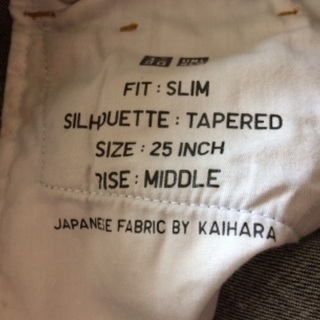 FIT : SLIM
SILHOUETTE : TAPERED
SIZE : 25 INCH
RISE : MIDDLE
JAPANESE FABRIC BY KAIHARA